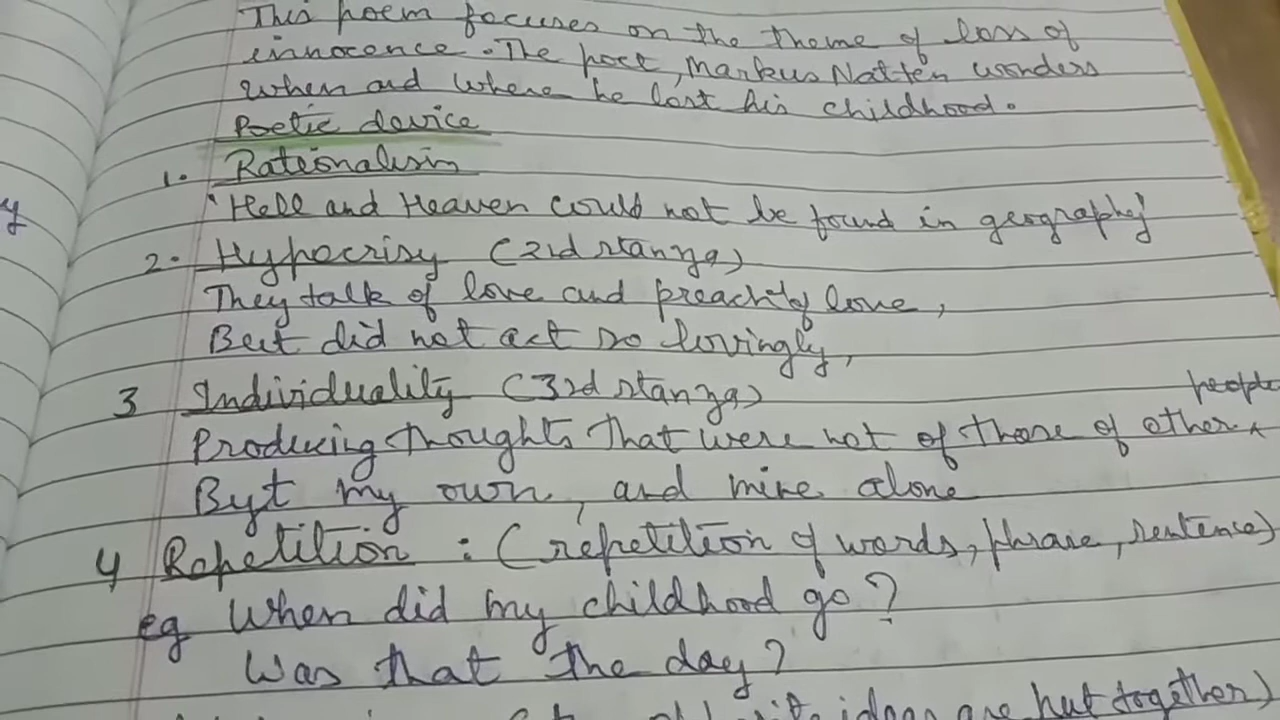 This poem focuses on the theme of loss of
innocence. The poet, Markus Natten wonders
when and where he lost his childhood.
Poetic device
1. Rationalism
'Hell and Heaven could not be found in geography'
y
2. Hypocrisy (2rd stanza)
They talk of love and preached of love,
But did not act so lovingly,
3 Individuality (3rd stanza)
people
Producing thoughts that were not of those of other ^
Byt my own, and mine alone
4 Repetition : (repetition of words, phrase, sentence)
eg When did my childhood go?
Was that the day?
ideas are put together)